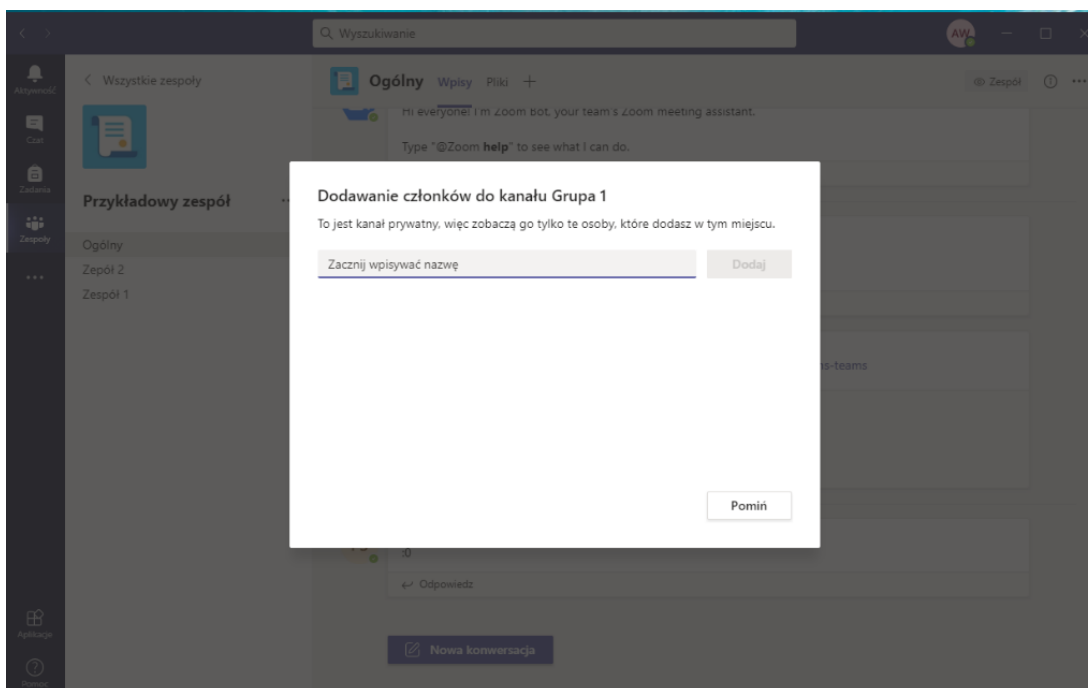 Wyszukiwanie
AW
Aktywność
Czat
Zadania
Zespoły
Aplikacje
Pomoc
Wszystkie zespoły
Przykładowy zespół
Ogólny
Zepół 2
Zespół 1
Ogólny Wpisy Pliki
Zespół
Hi everyone! I'm Zoom Bot, your team's Zoom meeting assistant.
Type "@Zoom help" to see what I can do.
Dodawanie członków do kanału Grupa 1
To jest kanał prywatny, więc zobaczą go tylko te osoby, które dodasz w tym miejscu.
Zacznij wpisywać nazwę
Dodaj
ns-teams
Pomiń
:0
Odpowiedz
Nowa konwersacja